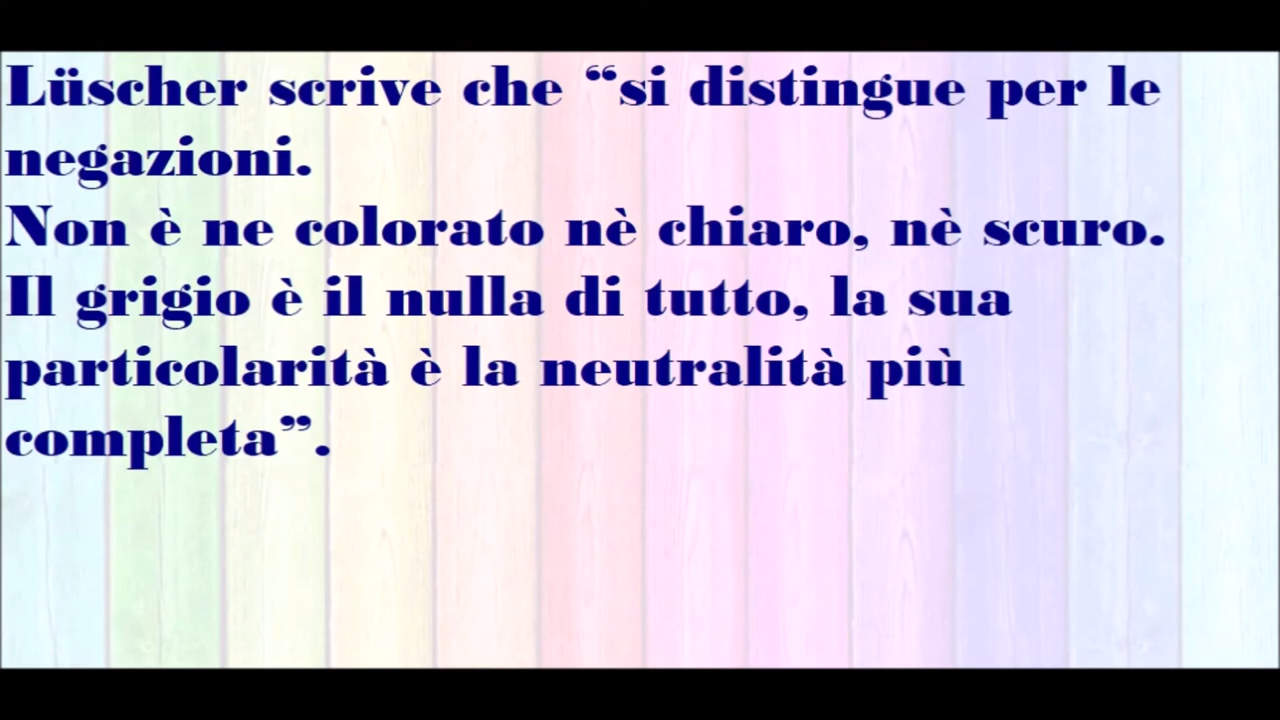 Lüscher scrive che “si distingue per le
negazioni.
Non è ne colorato nè chiaro, nè scuro.
Il grigio è il nulla di tutto, la sua
particolarità è la neutralità più
completa”.